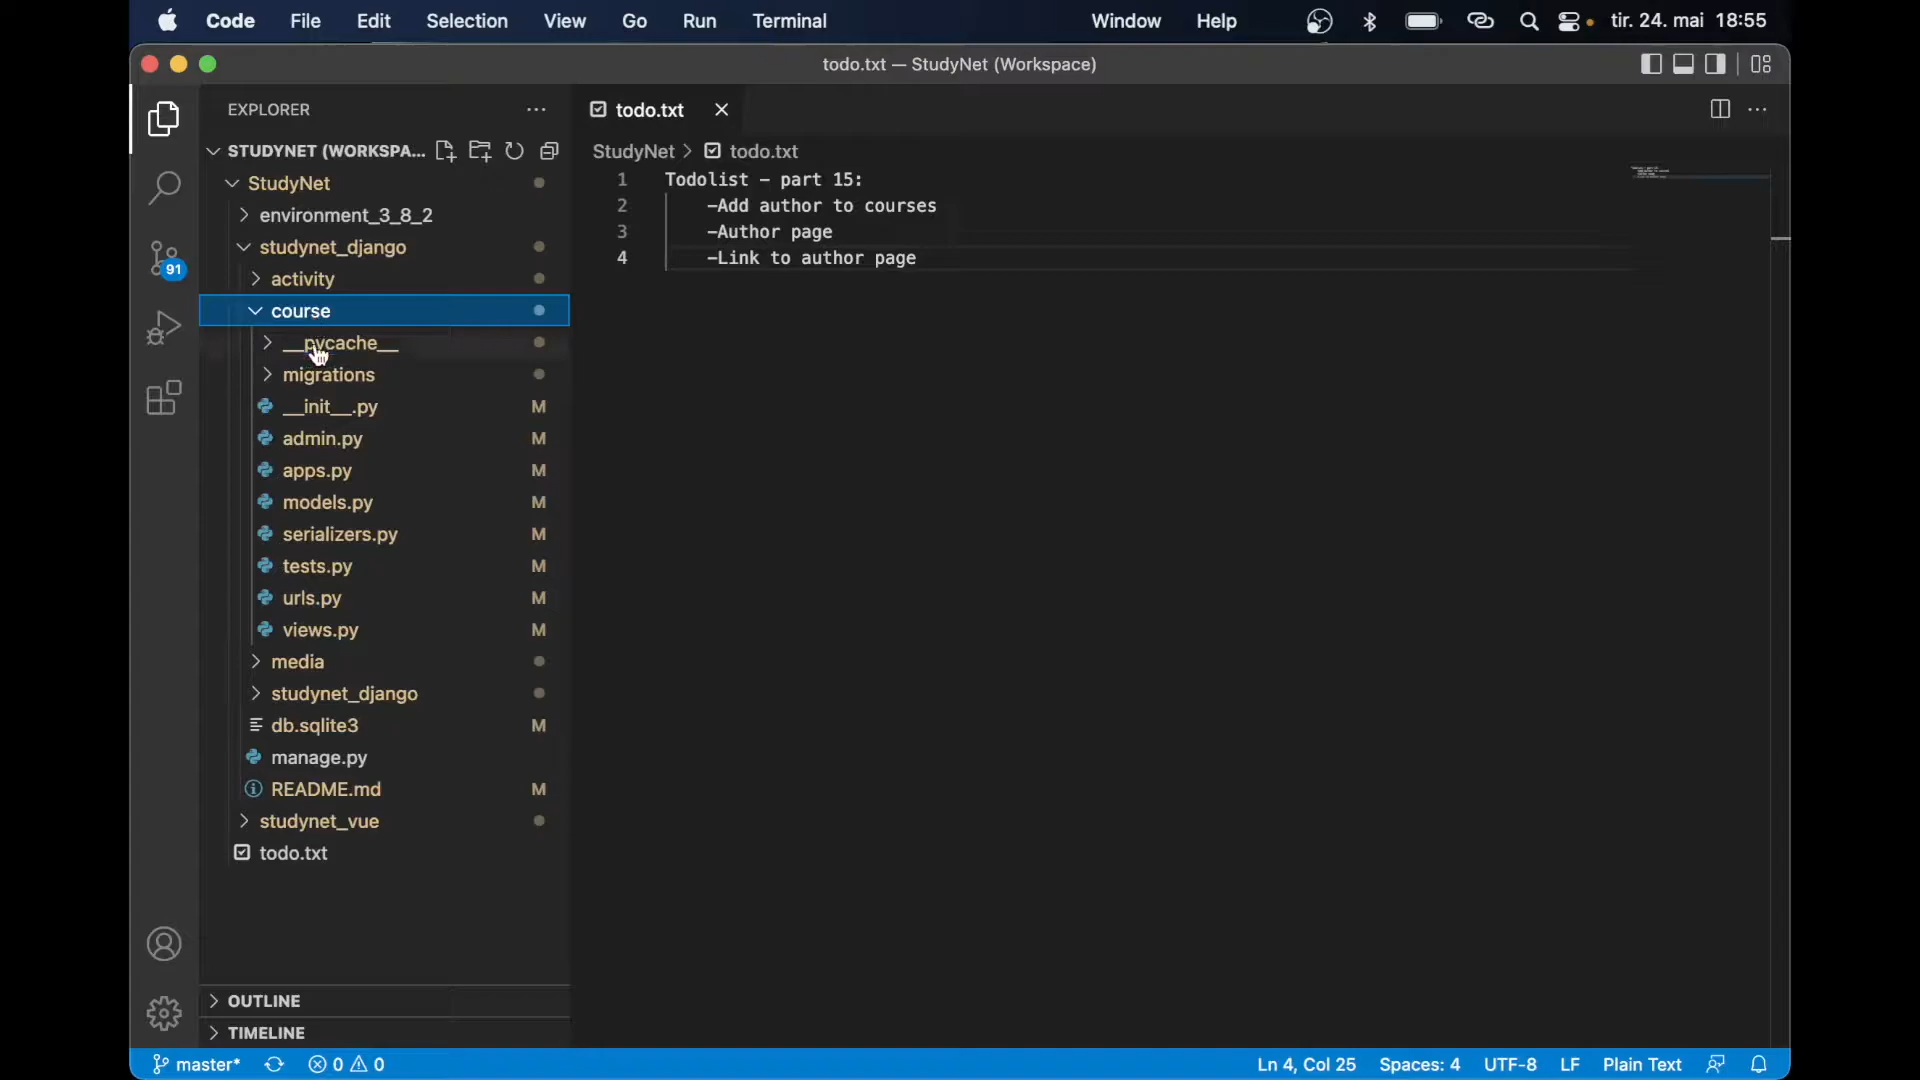 Code File Edit Selection View Go Run Terminal Window Help tir. 24. mai 18:55
todo.txt — StudyNet (Workspace)
EXPLORER
todo.txt
STUDYNET (WORKSPA...
StudyNet > todo.txt
StudyNet
environment_3_8_2
studynet_django
activity
course
__pycache__
migrations
__init__.py M
admin.py M
apps.py M
models.py M
serializers.py M
tests.py M
urls.py M
views.py M
media
studynet_django
db.sqlite3 M
manage.py
README.md M
studynet_vue
todo.txt
1 Todolist - part 15:
2 -Add author to courses
3 -Author page
4 -Link to author page
91
OUTLINE
TIMELINE
master* 0 0 Ln 4, Col 25 Spaces: 4 UTF-8 LF Plain Text